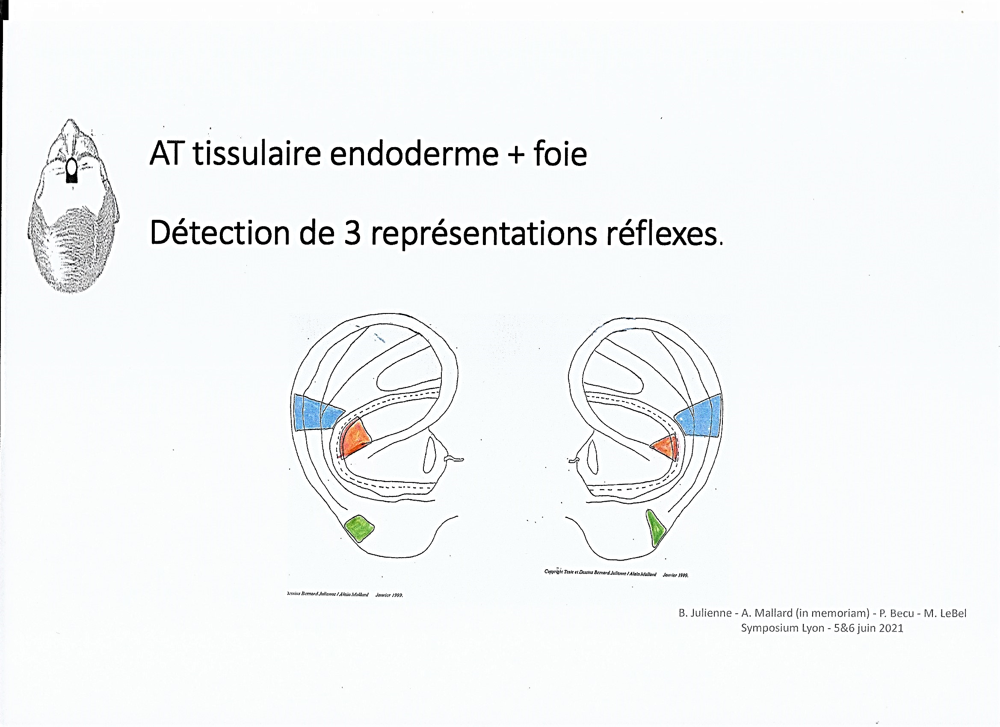 AT tissulaire endoderme + foie
Détection de 3 représentations réflexes.
Copyright Texte et Dessins Bernard Julienne / Alain Mallard Janvier 1999.
Dessins Bernard Julienne / Alain Mallard Janvier 1999.
B. Julienne - A. Mallard (in memoriam) - P. Becu - M. LeBel
Symposium Lyon - 5&6 juin 2021